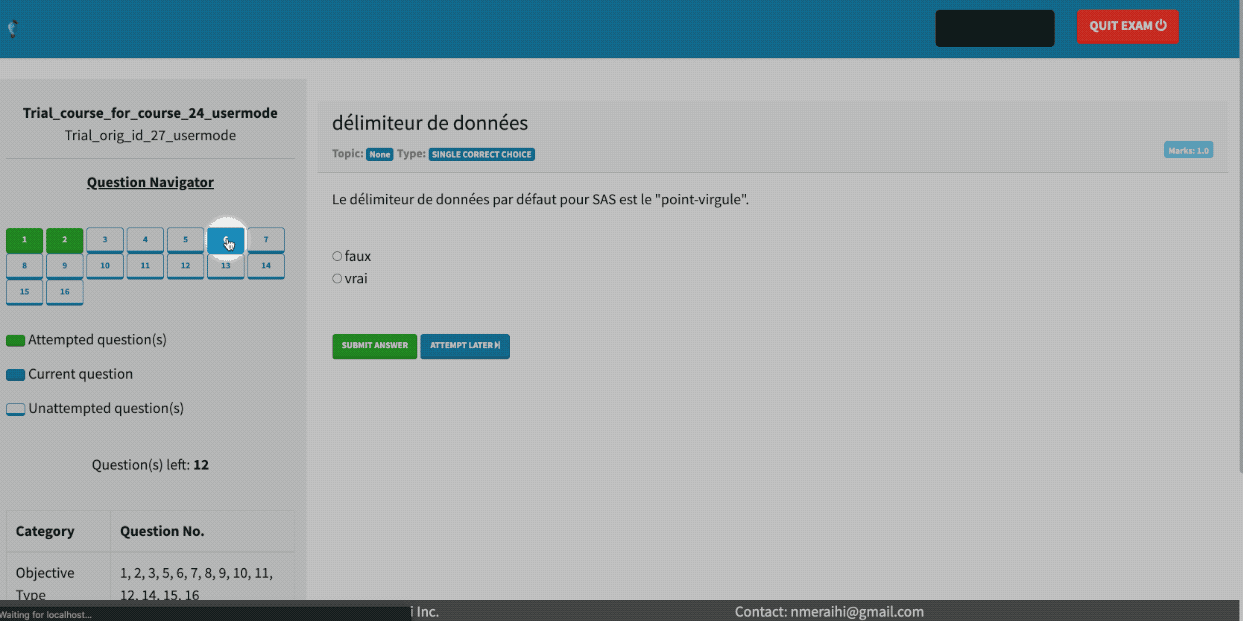 QUIT EXAM
Trial_course_for_course_24_usermode
Trial_orig_id_27_usermode
Question Navigator
1 2 3 4 5 6 7
8 9 10 11 12 13 14
15 16
Attempted question(s)
Current question
Unattempted question(s)
Question(s) left: 12
Category Question No.
Objective 1, 2, 3, 5, 6, 7, 8, 9, 10, 11,
Type 12, 14, 15, 16
délimiteur de données
Topic: None Type: SINGLE CORRECT CHOICE
Marks: 1.0
Le délimiteur de données par défaut pour SAS est le "point-virgule".
faux
vrai
SUBMIT ANSWER ATTEMPT LATER
Waiting for localhost...
i Inc. Contact: nmeraihi@gmail.com